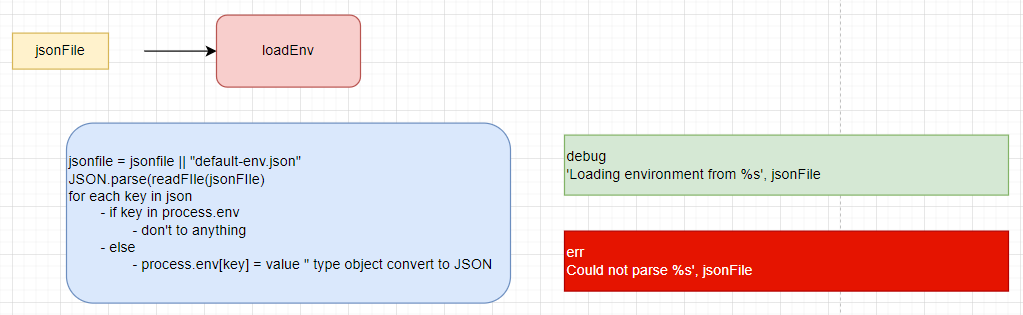 jsonFile
loadEnv
jsonfile = jsonfile || "default-env.json"
JSON.parse(readFIle(jsonFIle)
for each key in json
- if key in process.env
- don't to anything
- else
- process.env[key] = value " type object convert to JSON
debug
'Loading environment from %s', jsonFile
err
Could not parse %s', jsonFile